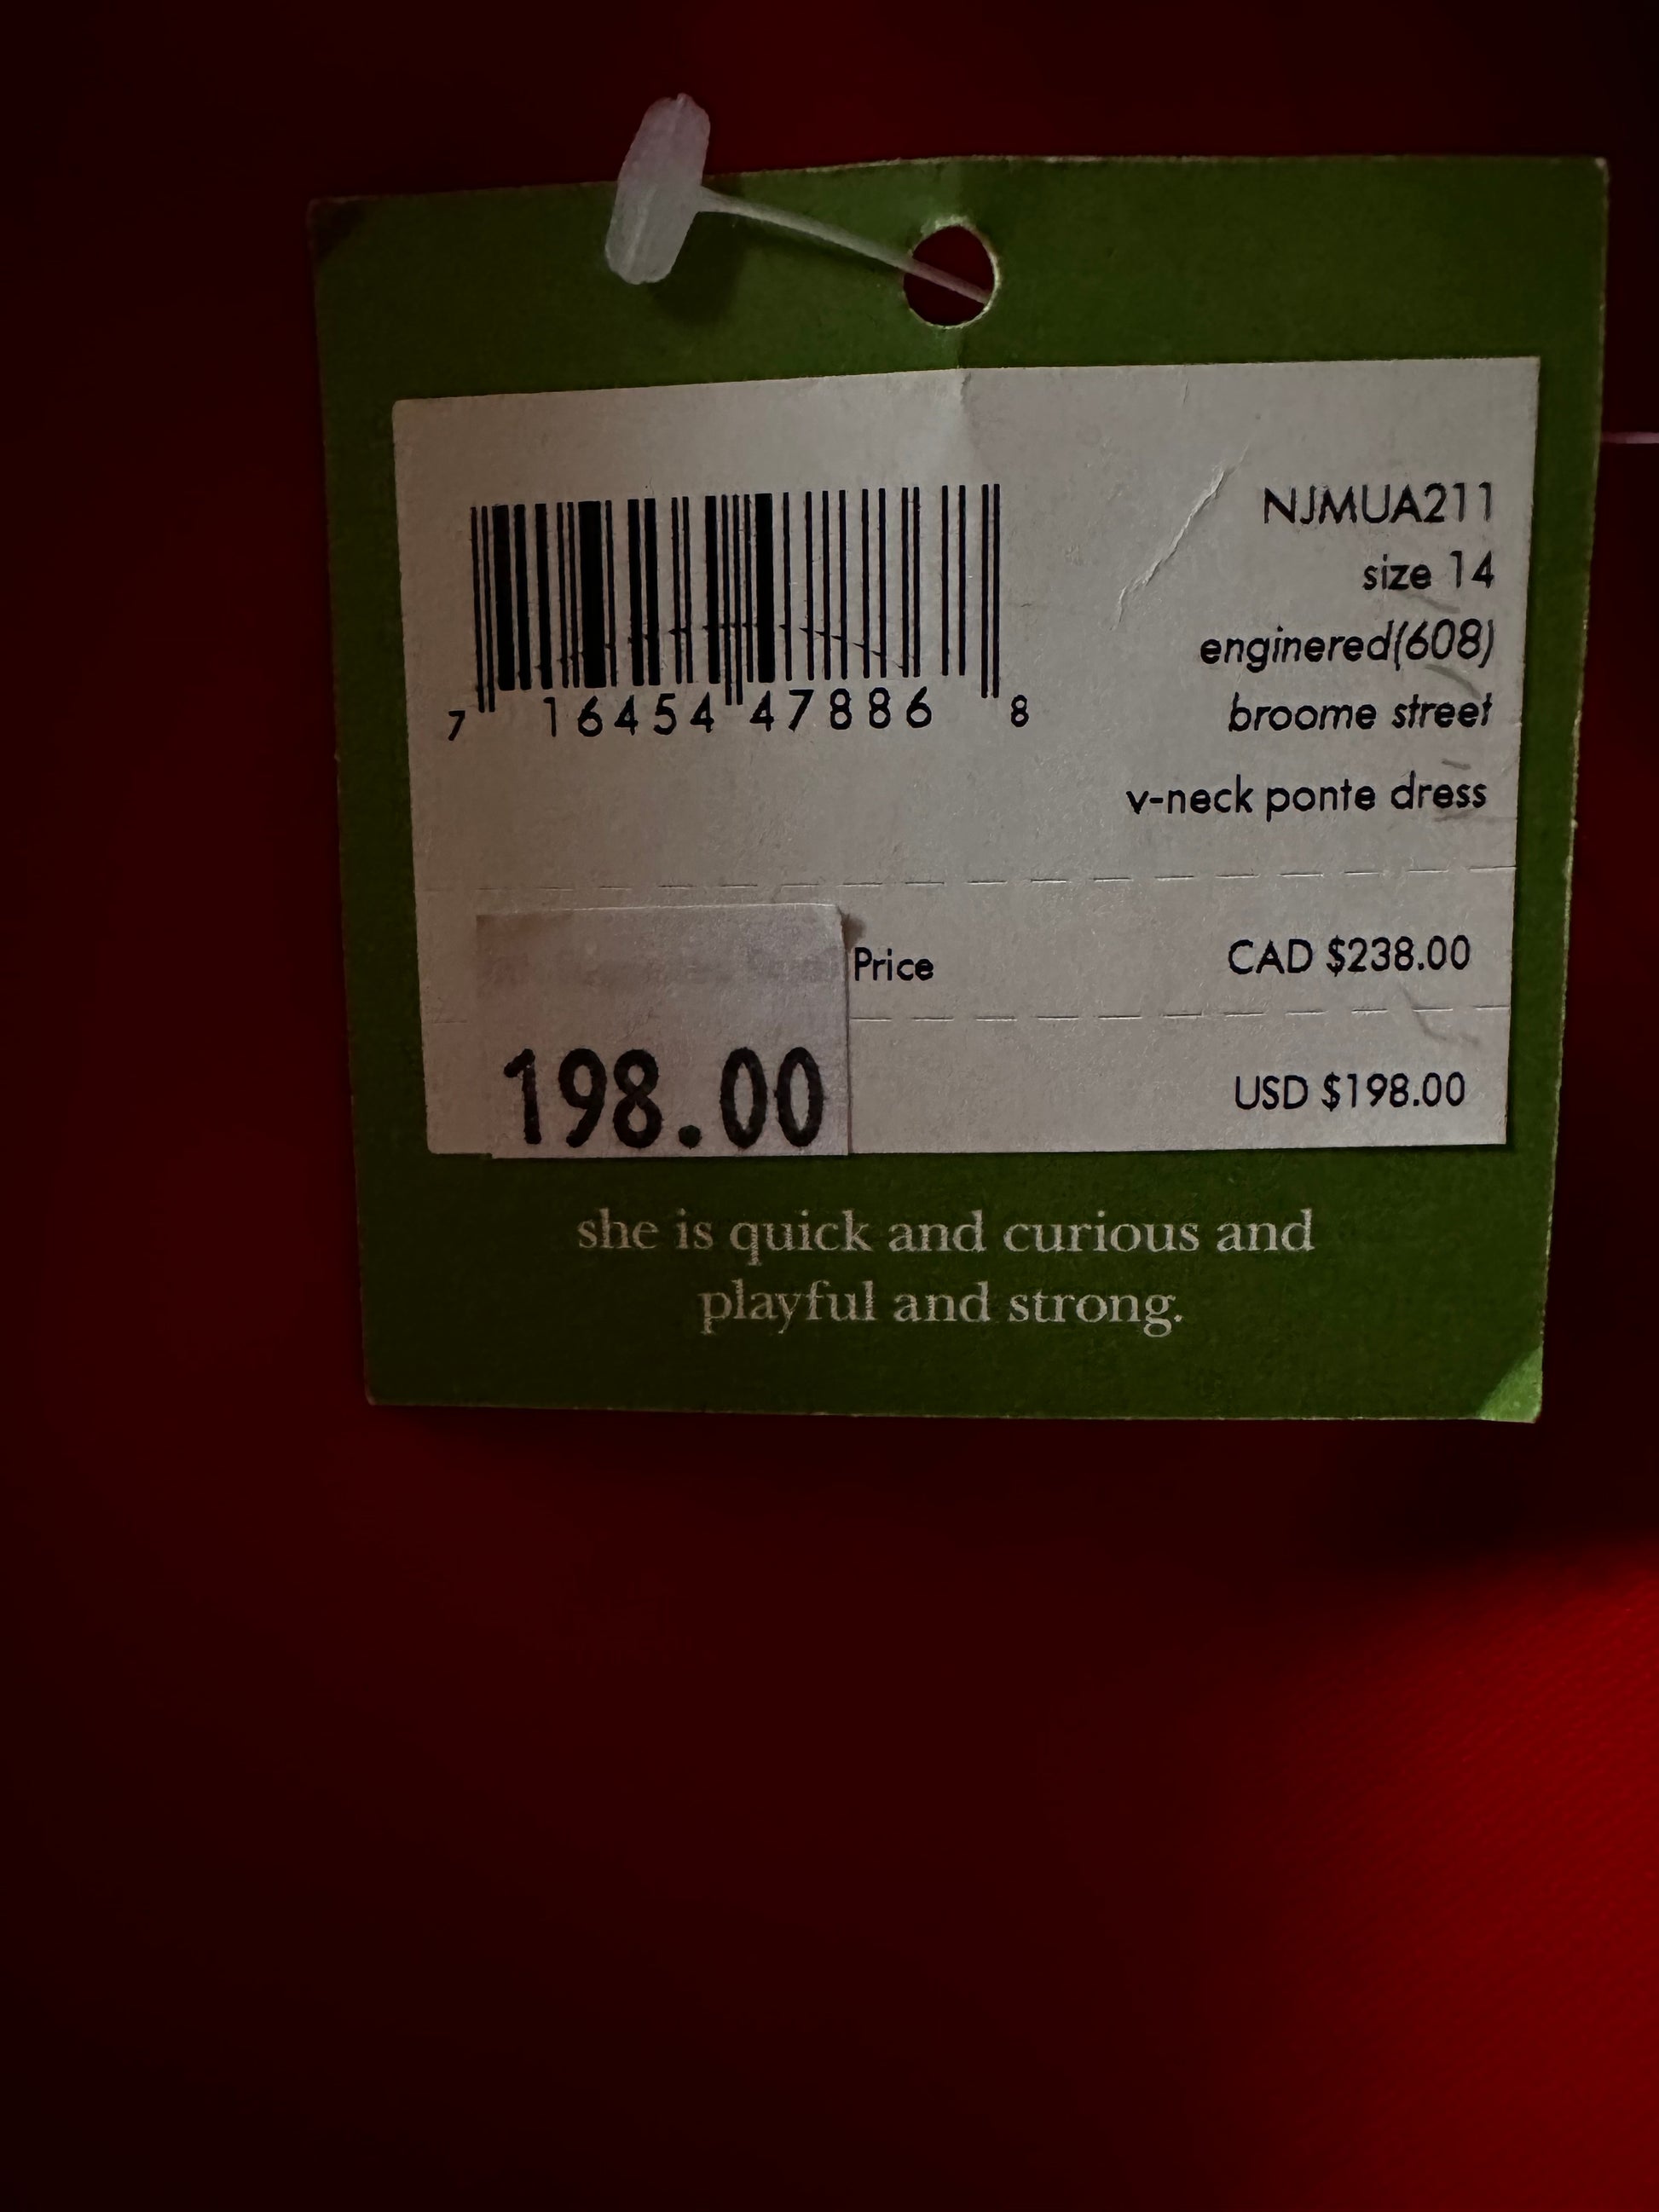 NJMUA211
size 14
enginered(608)
broome street
v-neck ponte dress
7 16454 47886 8
Price CAD $238.00
198.00 USD $198.00
she is quick and curious and
playful and strong.